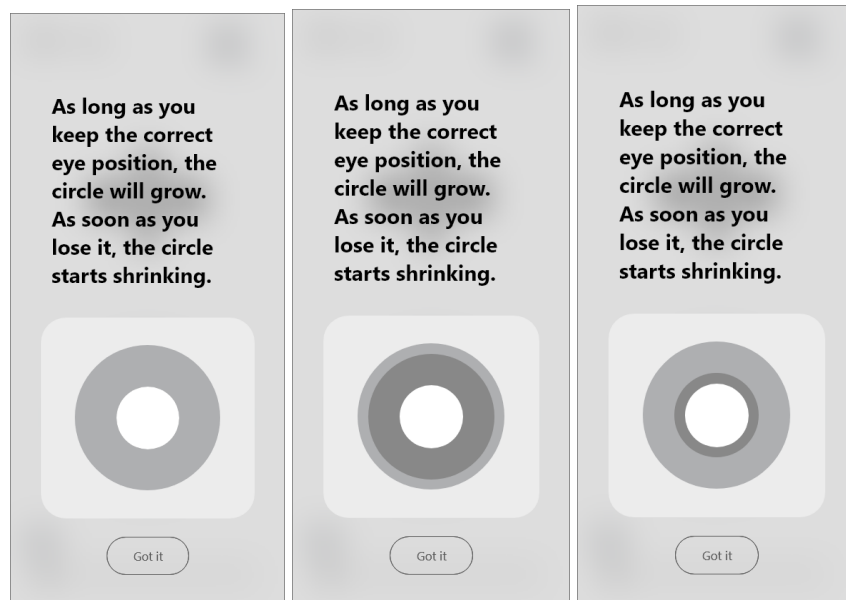 As long as you
keep the correct
eye position, the
circle will grow.
As soon as you
lose it, the circle
starts shrinking.
Got it
As long as you
keep the correct
eye position, the
circle will grow.
As soon as you
lose it, the circle
starts shrinking.
Got it
As long as you
keep the correct
eye position, the
circle will grow.
As soon as you
lose it, the circle
starts shrinking.
Got it